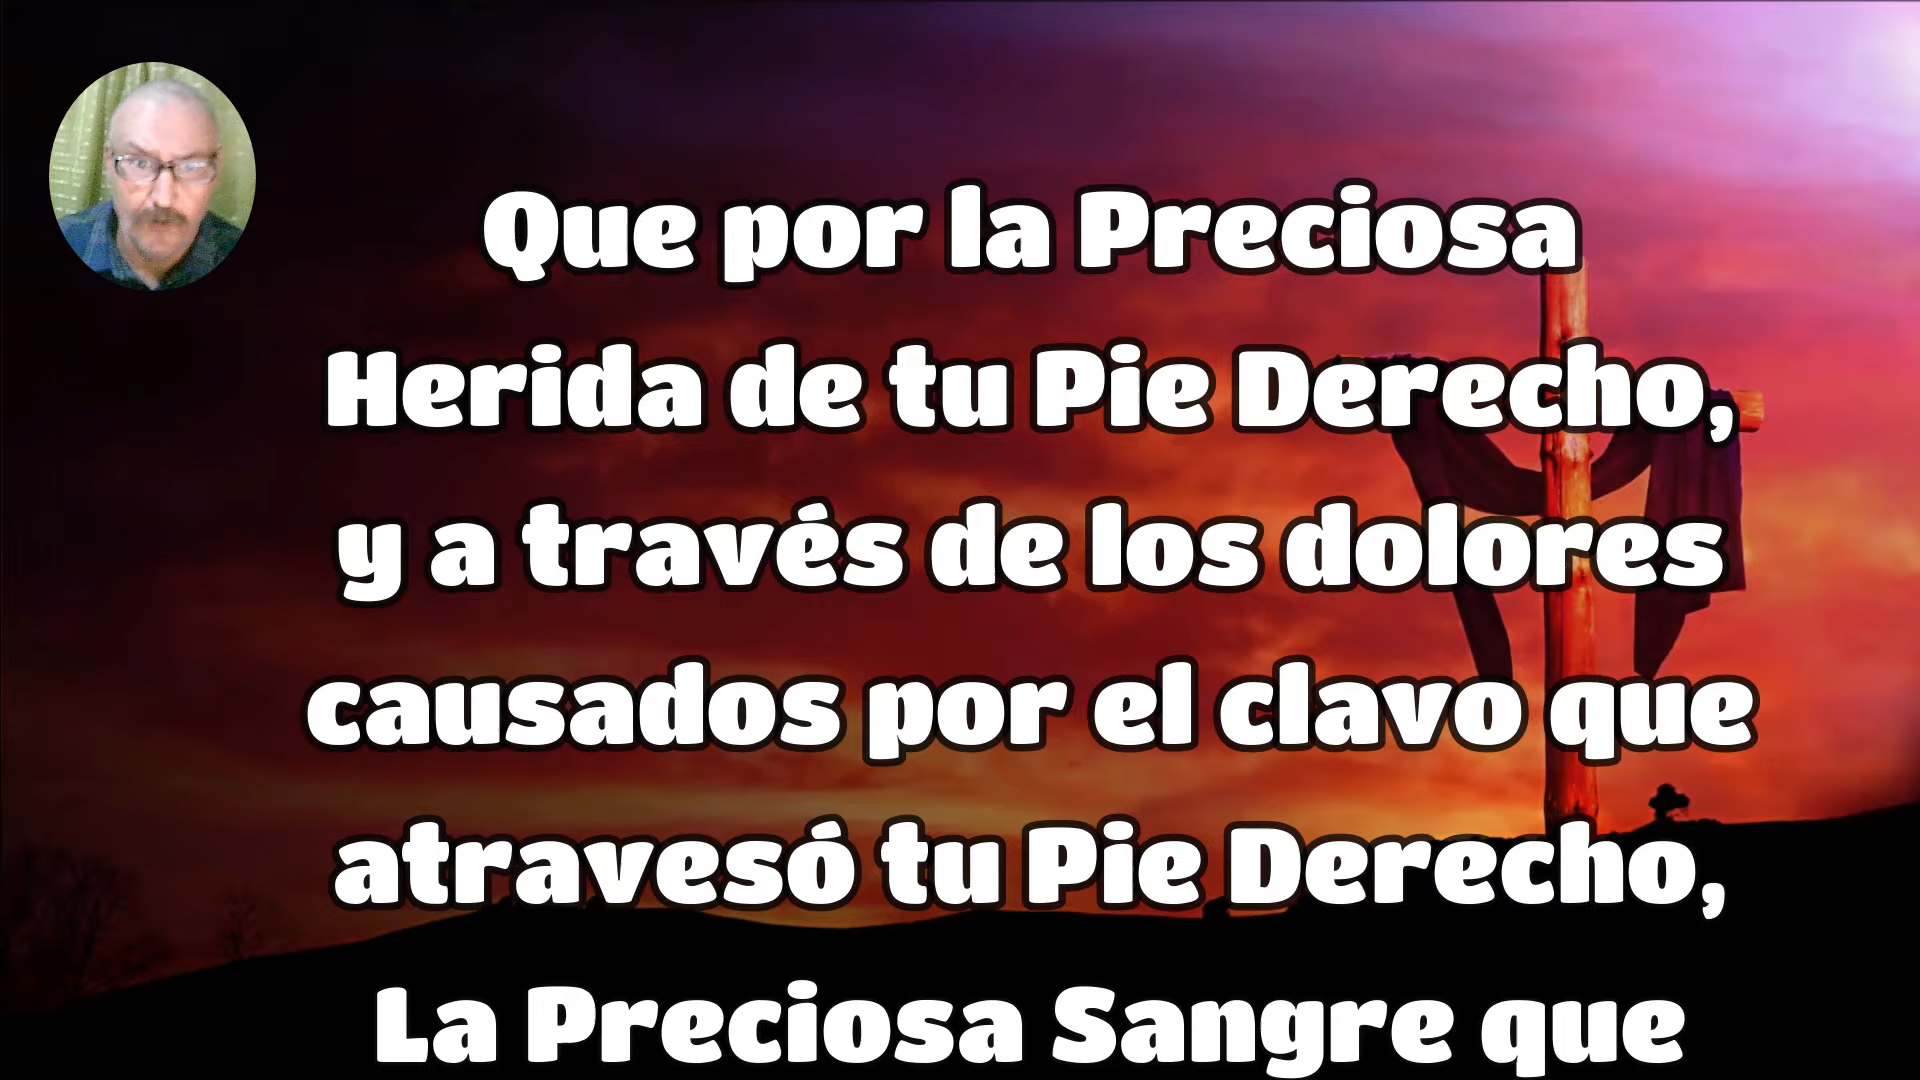 Que por la Preciosa
Herida de tu Pie Derecho,
y a través de los dolores
causados por el clavo que
atravesó tu Pie Derecho,
La Preciosa Sangre que